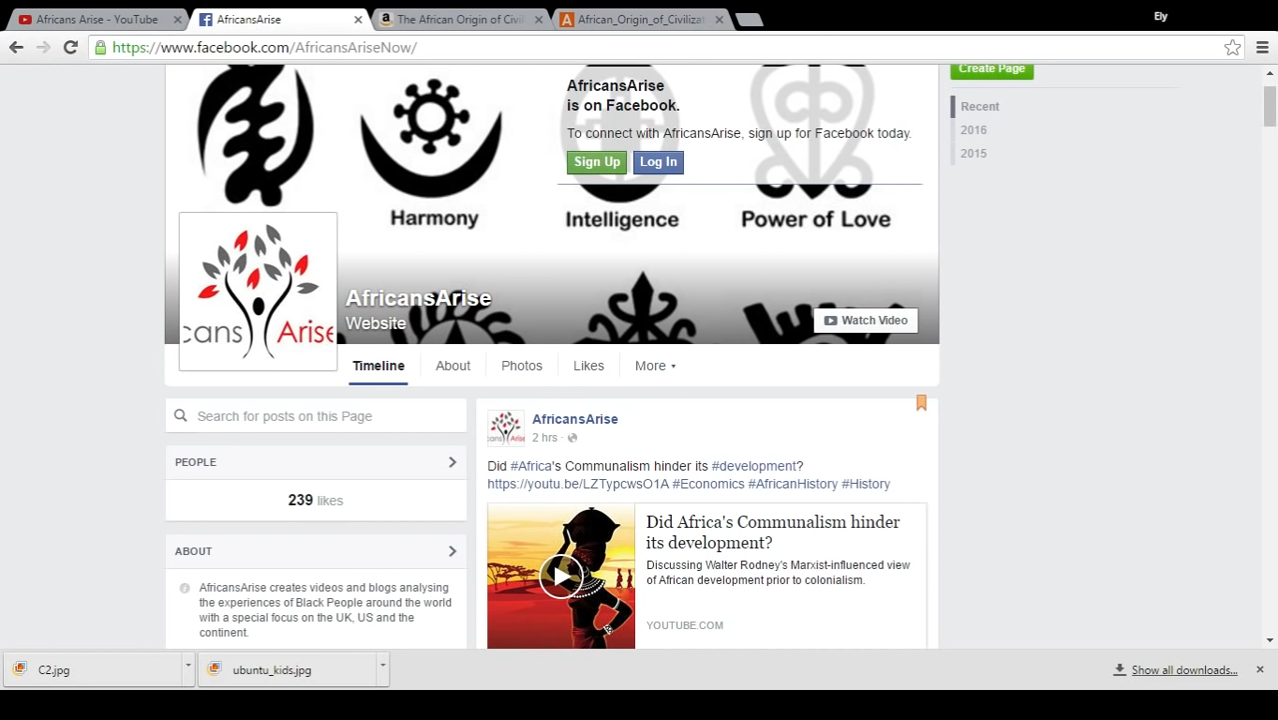 Africans Arise - YouTube
AfricansArise
The African Origin of Civil
African_Origin_of_Civiliza
Ely
https://www.facebook.com/AfricansAriseNow/
AfricansArise
is on Facebook.
To connect with AfricansArise, sign up for Facebook today.
Sign Up
Log In
Create Page
Recent
2016
2015
Harmony
Intelligence
Power of Love
cans Arise
AfricansArise
Website
Watch Video
Timeline
About
Photos
Likes
More
Search for posts on this Page
PEOPLE
239 likes
ABOUT
AfricansArise creates videos and blogs analysing
the experiences of Black People around the world
with a special focus on the UK, US and the
continent.
cans Arise
AfricansArise
2 hrs ·
Did #Africa's Communalism hinder its #development?
https://youtu.be/LZTypcwsO1A #Economics #AfricanHistory #History
Did Africa's Communalism hinder
its development?
Discussing Walter Rodney's Marxist-influenced view
of African development prior to colonialism.
YOUTUBE.COM
C2.jpg
ubuntu_kids.jpg
Show all downloads...